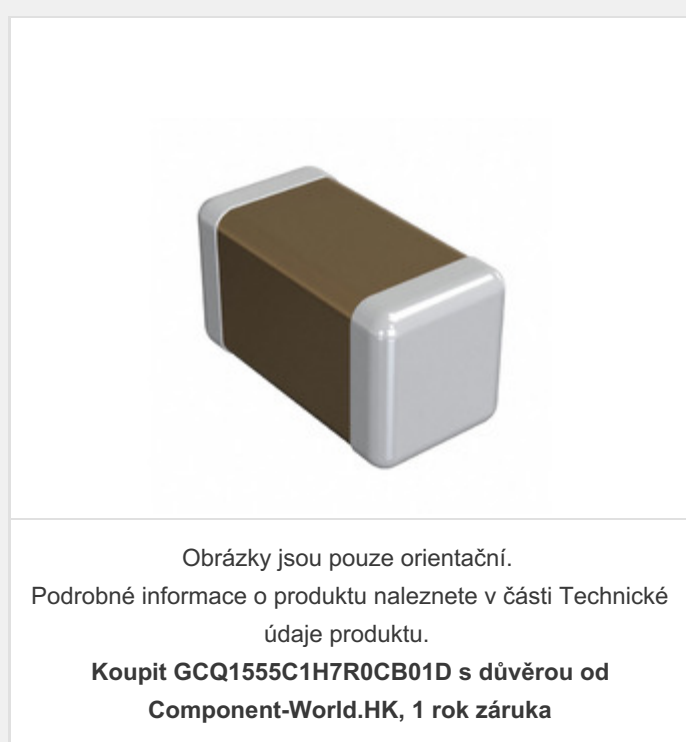 Obrázky jsou pouze orientační.
Podrobné informace o produktu naleznete v části Technické
údaje produktu.
Koupit GCQ1555C1H7R0CB01D s důvěrou od
Component-World.HK, 1 rok záruka